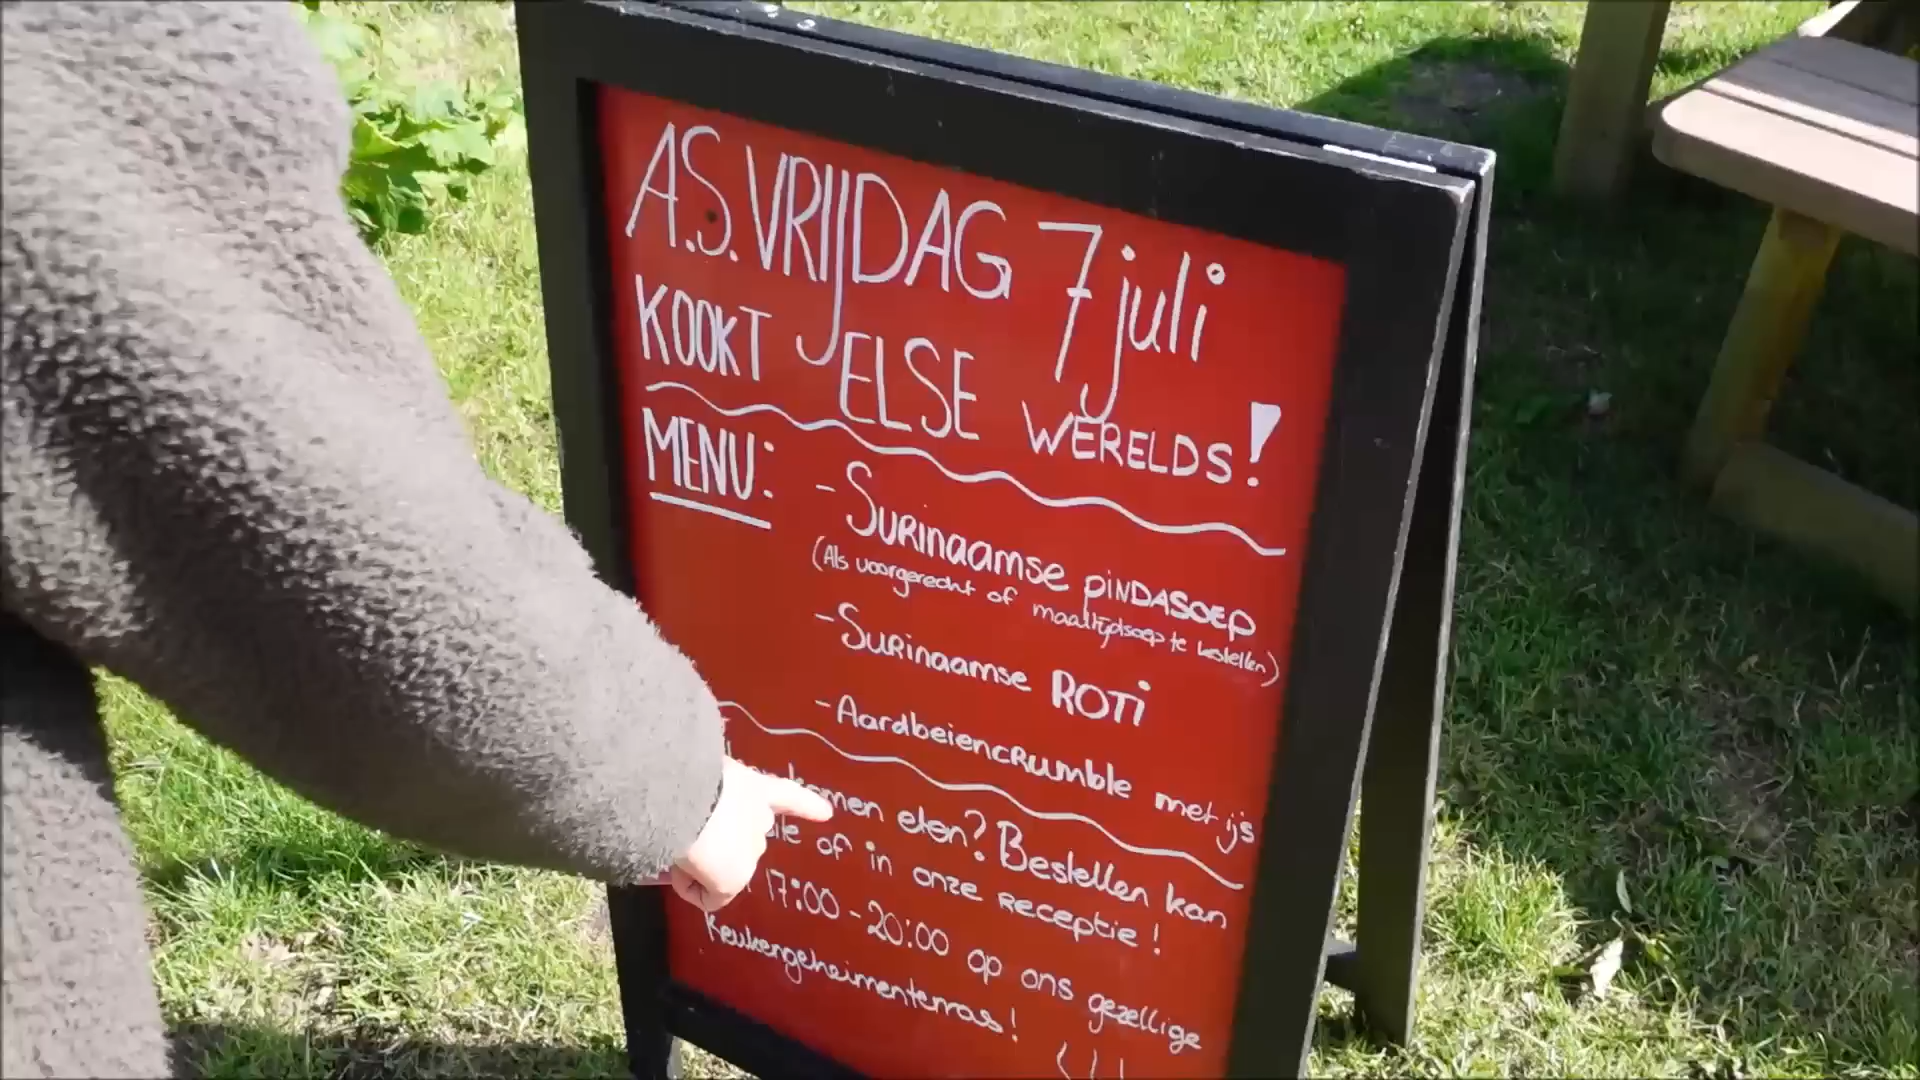 A.S. VRIJDAG 7 juli
KOOKT ELSE WERELDS!
MENU:
- Surinaamse PINDASOEP
(Als voorgerecht of maaltijdsoep te bestellen)
- Surinaamse ROTi
- Aardbeiencrumble met ijs
komen eten? Bestellen kan
of in onze receptie!
17:00 - 20:00 op ons gezellige
Keukengeheimenterras!